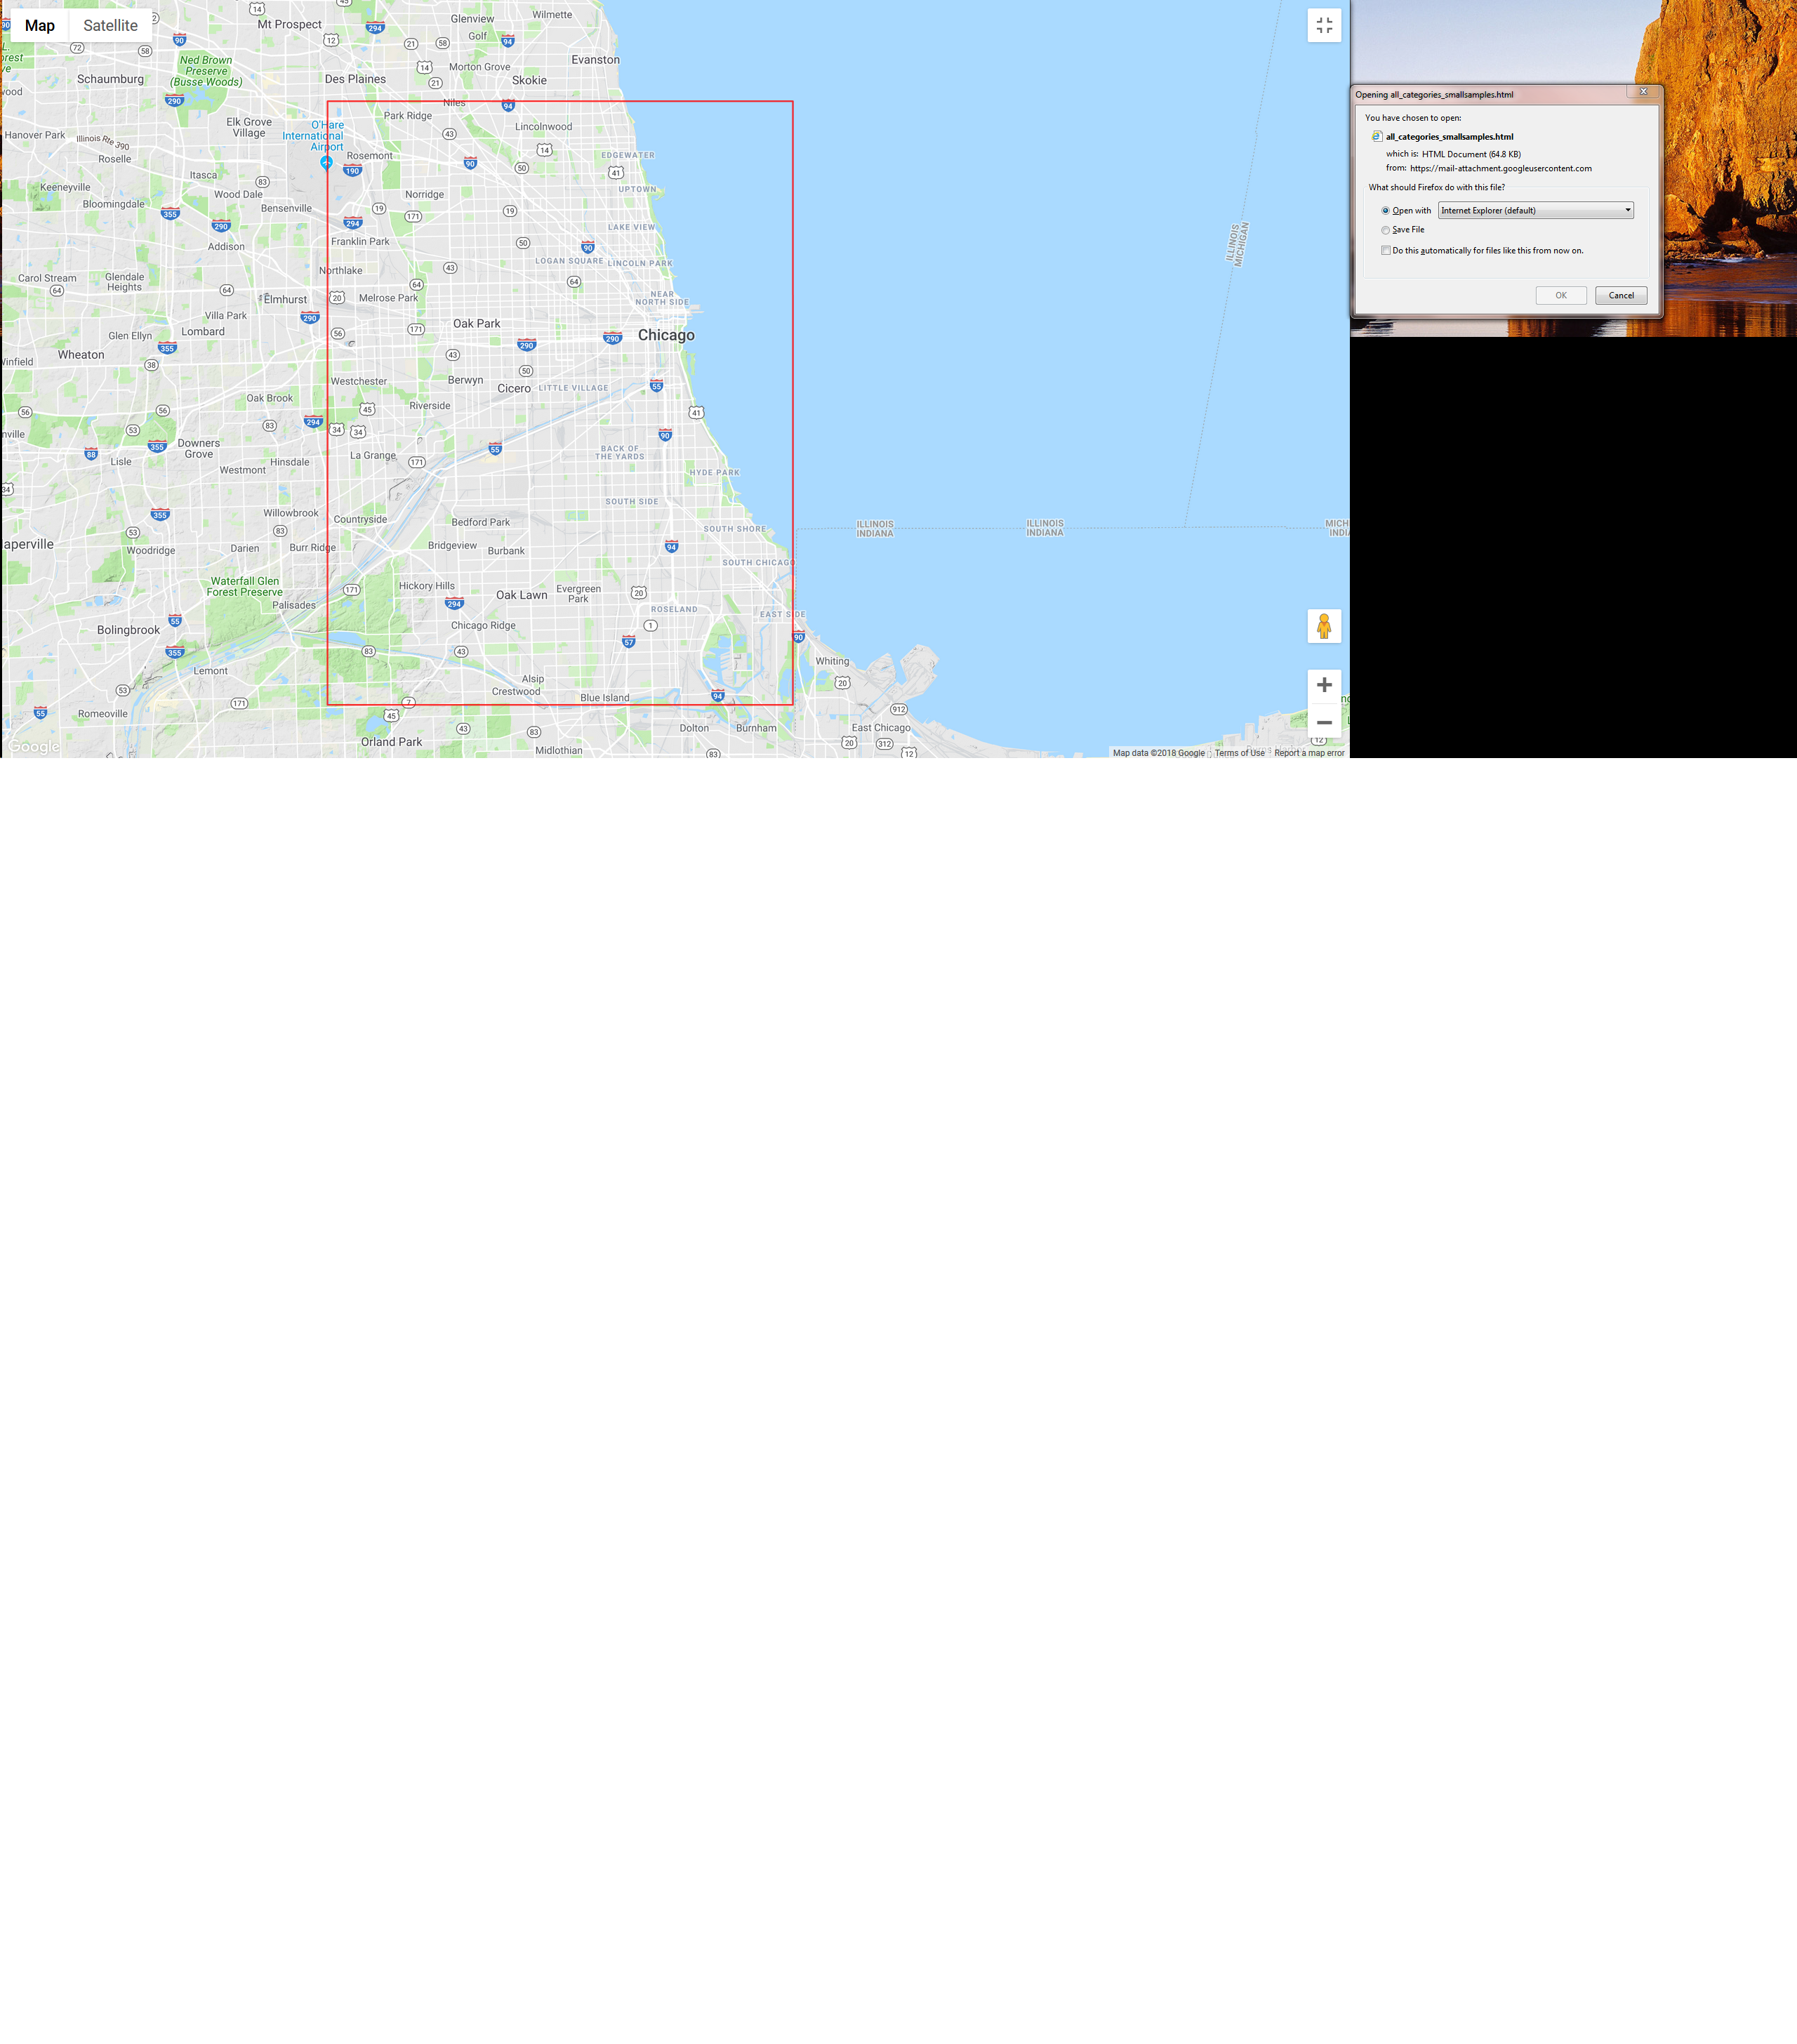 Map Satellite
Mt Prospect
Glenview
Wilmette
Golf
Evanston
Ned Brown
Preserve
(Busse Woods)
Morton Grove
Schaumburg
Des Plaines
Skokie
Niles
Park Ridge
Elk Grove
Village
O'Hare
International
Airport
Lincolnwood
Hanover Park
Illinois Rte 390
Roselle
Rosemont
EDGEWATER
Itasca
Keeneyville
Wood Dale
Norridge
UPTOWN
Bloomingdale
Bensenville
LAKE VIEW
Addison
Franklin Park
ILLINOIS
MICHIGAN
LOGAN SQUARE
LINCOLN PARK
Northlake
Carol Stream
Glendale
Heights
Elmhurst
Melrose Park
NEAR
NORTH SIDE
Villa Park
Oak Park
Glen Ellyn
Lombard
Chicago
Wheaton
Westchester
Berwyn
Cicero
LITTLE VILLAGE
Oak Brook
Riverside
Downers
Grove
La Grange
BACK OF
THE YARDS
Lisle
Westmont
Hinsdale
HYDE PARK
SOUTH SIDE
Willowbrook
Countryside
Bedford Park
SOUTH SHORE
ILLINOIS
INDIANA
ILLINOIS
INDIANA
Woodridge
Darien
Burr Ridge
Bridgeview
Burbank
SOUTH CHICAGO
Waterfall Glen
Forest Preserve
Hickory Hills
Oak Lawn
Evergreen
Park
Palisades
ROSELAND
EAST SIDE
Bolingbrook
Chicago Ridge
Whiting
Lemont
Alsip
Crestwood
Blue Island
Romeoville
Dolton
Burnham
East Chicago
Orland Park
Midlothian
Google
Map data ©2018 Google Terms of Use Report a map error
Opening all_categories_smallsamples.html
You have chosen to open:
all_categories_smallsamples.html
which is: HTML Document (64.8 KB)
from: https://mail-attachment.googleusercontent.com
What should Firefox do with this file?
Open with Internet Explorer (default)
Save File
Do this automatically for files like this from now on.
OK Cancel